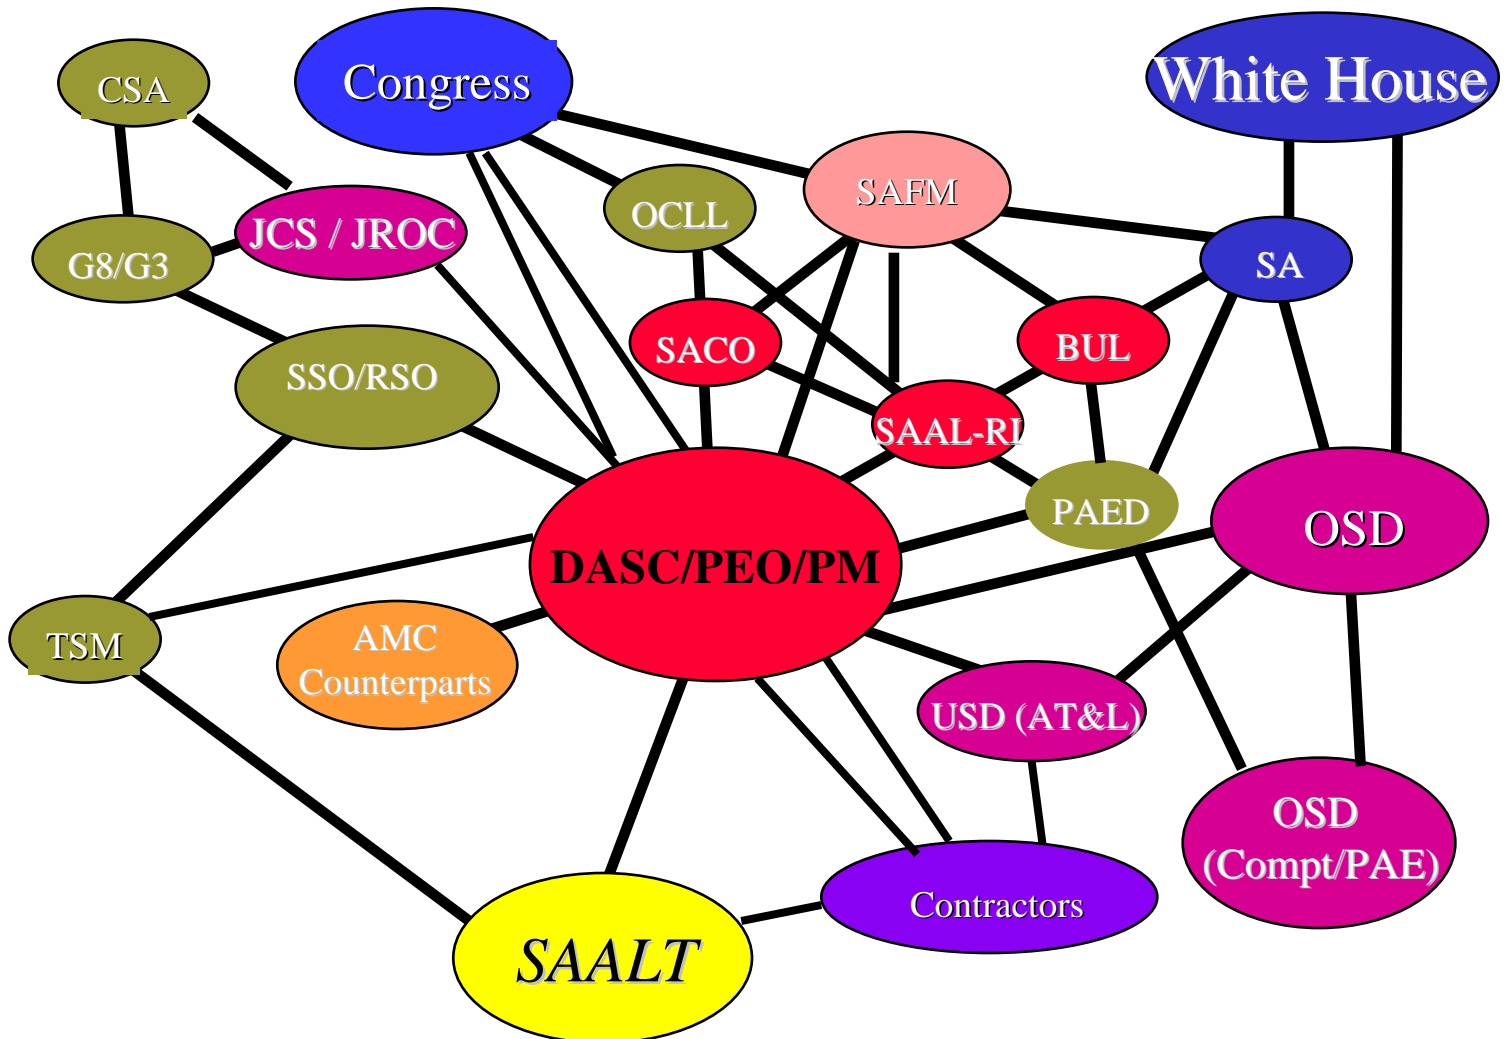 CSA
Congress
White House
SAFM
OCLL
JCS / JROC
G8/G3
SA
SACO
BUL
SSO/RSO
SAAL-RI
PAED
OSD
DASC/PEO/PM
TSM
AMC
Counterparts
USD (AT&L)
OSD
(Compt/PAE)
Contractors
SAALT